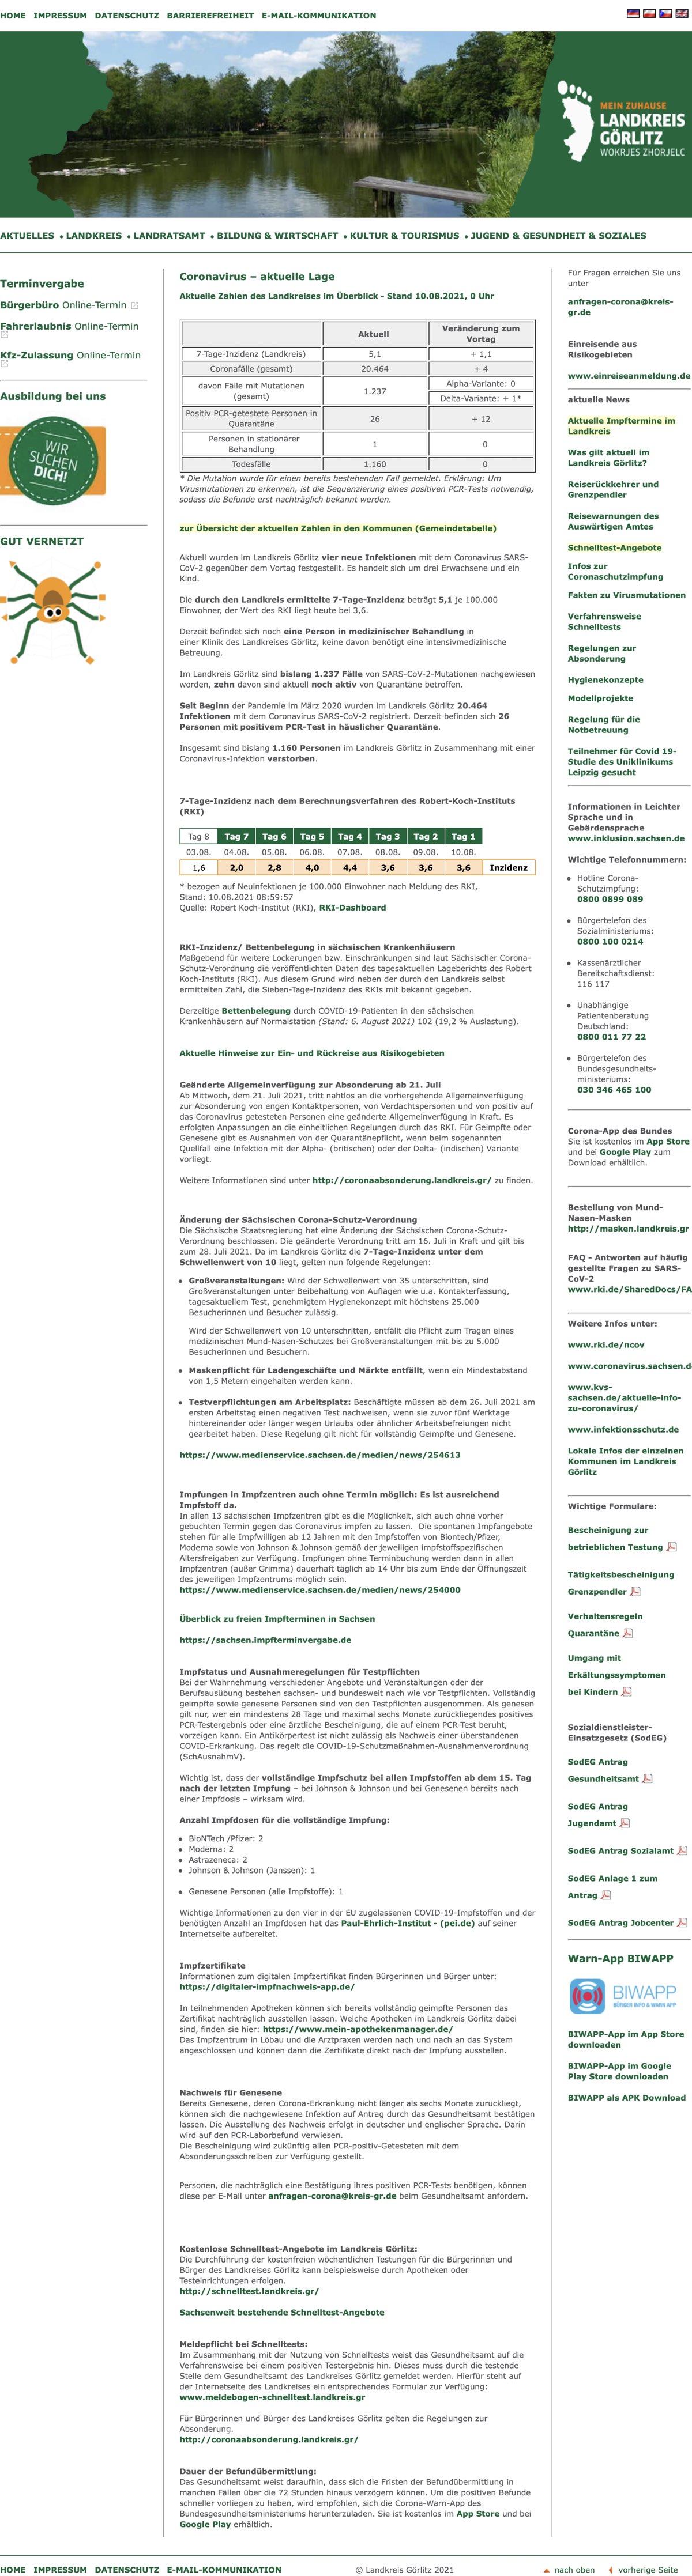 HOME IMPRESSUM DATENSCHUTZ BARRIEREFREIHEIT E-MAIL-KOMMUNIKATION
MEIN ZUHAUSE
LANDKREIS
GÖRLITZ
WOKRJES ZHORJELC
AKTUELLES • LANDKREIS • LANDRATSAMT • BILDUNG & WIRTSCHAFT • KULTUR & TOURISMUS • JUGEND & GESUNDHEIT & SOZIALES
Terminvergabe
Bürgerbüro Online-Termin
Fahrerlaubnis Online-Termin
Kfz-Zulassung Online-Termin
Ausbildung bei uns
WIR
SUCHEN
DICH!
GUT VERNETZT
Coronavirus – aktuelle Lage
Aktuelle Zahlen des Landkreises im Überblick - Stand 10.08.2021, 0 Uhr
Aktuell Veränderung zum
Vortag
7-Tage-Inzidenz (Landkreis) 5,1 + 1,1
Coronafälle (gesamt) 20.464 + 4
davon Fälle mit Mutationen
(gesamt) 1.237 Alpha-Variante: 0
Delta-Variante: + 1*
Positiv PCR-getestete Personen in
Quarantäne 26 + 12
Personen in stationärer
Behandlung 1 0
Todesfälle 1.160 0
* Die Mutation wurde für einen bereits bestehenden Fall gemeldet. Erklärung: Um
Virusmutationen zu erkennen, ist die Sequenzierung eines positiven PCR-Tests notwendig,
sodass die Befunde erst nachträglich bekannt werden.
zur Übersicht der aktuellen Zahlen in den Kommunen (Gemeindetabelle)
Aktuell wurden im Landkreis Görlitz vier neue Infektionen mit dem Coronavirus SARS-
CoV-2 gegenüber dem Vortag festgestellt. Es handelt sich um drei Erwachsene und ein
Kind.
Die durch den Landkreis ermittelte 7-Tage-Inzidenz beträgt 5,1 je 100.000
Einwohner, der Wert des RKI liegt heute bei 3,6.
Derzeit befindet sich noch eine Person in medizinischer Behandlung in
einer Klinik des Landkreises Görlitz, keine davon benötigt eine intensivmedizinische
Betreuung.
Im Landkreis Görlitz sind bislang 1.237 Fälle von SARS-CoV-2-Mutationen nachgewiesen
worden, zehn davon sind aktuell noch aktiv von Quarantäne betroffen.
Seit Beginn der Pandemie im März 2020 wurden im Landkreis Görlitz 20.464
Infektionen mit dem Coronavirus SARS-CoV-2 registriert. Derzeit befinden sich 26
Personen mit positivem PCR-Test in häuslicher Quarantäne.
Insgesamt sind bislang 1.160 Personen im Landkreis Görlitz in Zusammenhang mit einer
Coronavirus-Infektion verstorben.
7-Tage-Inzidenz nach dem Berechnungsverfahren des Robert-Koch-Instituts
(RKI)
Tag 8 Tag 7 Tag 6 Tag 5 Tag 4 Tag 3 Tag 2 Tag 1
03.08. 04.08. 05.08. 06.08. 07.08. 08.08. 09.08. 10.08.
1,6 2,0 2,8 4,0 4,4 3,6 3,6 3,6 Inzidenz
* bezogen auf Neuinfektionen je 100.000 Einwohner nach Meldung des RKI,
Stand: 10.08.2021 08:59:57
Quelle: Robert Koch-Institut (RKI), RKI-Dashboard
RKI-Inzidenz/ Bettenbelegung in sächsischen Krankenhäusern
Maßgebend für weitere Lockerungen bzw. Einschränkungen sind laut Sächsischer Corona-
Schutz-Verordnung die veröffentlichten Daten des tagesaktuellen Lageberichts des Robert
Koch-Instituts (RKI). Aus diesem Grund wird neben der durch den Landkreis selbst
ermittelten Zahl, die Sieben-Tage-Inzidenz des RKIs mit bekannt gegeben.
Derzeitige Bettenbelegung durch COVID-19-Patienten in den sächsischen
Krankenhäusern auf Normalstation (Stand: 6. August 2021) 102 (19,2 % Auslastung).
Aktuelle Hinweise zur Ein- und Rückreise aus Risikogebieten
Geänderte Allgemeinverfügung zur Absonderung ab 21. Juli
Ab Mittwoch, dem 21. Juli 2021, tritt nahtlos an die vorhergehende Allgemeinverfügung
zur Absonderung von engen Kontaktpersonen, von Verdachtspersonen und von positiv auf
das Coronavirus getesteten Personen eine geänderte Allgemeinverfügung in Kraft. Es
erfolgten Anpassungen an die einheitlichen Regelungen durch das RKI. Für Geimpfte oder
Genesene gibt es Ausnahmen von der Quarantänepflicht, wenn beim sogenannten
Quellfall eine Infektion mit der Alpha- (britischen) oder der Delta- (indischen) Variante
vorliegt.
Weitere Informationen sind unter http://coronaabsonderung.landkreis.gr/ zu finden.
Änderung der Sächsischen Corona-Schutz-Verordnung
Die Sächsische Staatsregierung hat eine Änderung der Sächsischen Corona-Schutz-
Verordnung beschlossen. Die geänderte Verordnung tritt am 16. Juli in Kraft und gilt bis
zum 28. Juli 2021. Da im Landkreis Görlitz die 7-Tage-Inzidenz unter dem
Schwellenwert von 10 liegt, gelten nun folgende Regelungen:
• Großveranstaltungen: Wird der Schwellenwert von 35 unterschritten, sind
Großveranstaltungen unter Beibehaltung von Auflagen wie u.a. Kontakterfassung,
tagesaktuellem Test, genehmigtem Hygienekonzept mit höchstens 25.000
Besucherinnen und Besucher zulässig.
Wird der Schwellenwert von 10 unterschritten, entfällt die Pflicht zum Tragen eines
medizinischen Mund-Nasen-Schutzes bei Großveranstaltungen mit bis zu 5.000
Besucherinnen und Besuchern.
• Maskenpflicht für Ladengeschäfte und Märkte entfällt, wenn ein Mindestabstand
von 1,5 Metern eingehalten werden kann.
• Testverpflichtungen am Arbeitsplatz: Beschäftigte müssen ab dem 26. Juli 2021 am
ersten Arbeitstag einen negativen Test nachweisen, wenn sie zuvor fünf Werktage
hintereinander oder länger wegen Urlaubs oder ähnlicher Arbeitsbefreiungen nicht
gearbeitet haben. Diese Regelung gilt nicht für vollständig Geimpfte und Genesene.
https://www.medienservice.sachsen.de/medien/news/254613
Impfungen in Impfzentren auch ohne Termin möglich: Es ist ausreichend
Impfstoff da.
In allen 13 sächsischen Impfzentren gibt es die Möglichkeit, sich auch ohne vorher
gebuchten Termin gegen das Coronavirus impfen zu lassen. Die spontanen Impfangebote
stehen für alle Impfwilligen ab 12 Jahren mit den Impfstoffen von Biontech/Pfizer,
Moderna sowie von Johnson & Johnson gemäß der jeweiligen impfstoffspezifischen
Altersfreigaben zur Verfügung. Impfungen ohne Terminbuchung werden dann in allen
Impfzentren (außer Grimma) dauerhaft täglich ab 14 Uhr bis zum Ende der Öffnungszeit
des jeweiligen Impfzentrums möglich sein.
https://www.medienservice.sachsen.de/medien/news/254000
Überblick zu freien Impfterminen in Sachsen
https://sachsen.impfterminvergabe.de
Impfstatus und Ausnahmeregelungen für Testpflichten
Bei der Wahrnehmung verschiedener Angebote und Veranstaltungen oder der
Berufsausübung bestehen sachsen- und bundesweit nach wie vor Testpflichten. Vollständig
geimpfte sowie genesene Personen sind von den Testpflichten ausgenommen. Als genesen
gilt nur, wer ein mindestens 28 Tage und maximal sechs Monate zurückliegendes positives
PCR-Testergebnis oder eine ärztliche Bescheinigung, die auf einem PCR-Test beruht,
vorzeigen kann. Ein Antikörpertest ist nicht zulässig als Nachweis einer überstandenen
COVID-Erkrankung. Das regelt die COVID-19-Schutzmaßnahmen-Ausnahmenverordnung
(SchAusnahmV).
Wichtig ist, dass der vollständige Impfschutz bei allen Impfstoffen ab dem 15. Tag
nach der letzten Impfung – bei Johnson & Johnson und bei Genesenen bereits nach
einer Impfdosis – wirksam wird.
Anzahl Impfdosen für die vollständige Impfung:
• BioNTech /Pfizer: 2
• Moderna: 2
• Astrazeneca: 2
• Johnson & Johnson (Janssen): 1
• Genesene Personen (alle Impfstoffe): 1
Wichtige Informationen zu den vier in der EU zugelassenen COVID-19-Impfstoffen und der
benötigten Anzahl an Impfdosen hat das Paul-Ehrlich-Institut - (pei.de) auf seiner
Internetseite aufbereitet.
Impfzertifikate
Informationen zum digitalen Impfzertifikat finden Bürgerinnen und Bürger unter:
https://digitaler-impfnachweis-app.de/
In teilnehmenden Apotheken können sich bereits vollständig geimpfte Personen das
Zertifikat nachträglich ausstellen lassen. Welche Apotheken im Landkreis Görlitz dabei
sind, finden sie hier: https://www.mein-apothekenmanager.de/
Das Impfzentrum in Löbau und die Arztpraxen werden nach und nach an das System
angeschlossen und können dann die Zertifikate direkt nach der Impfung ausstellen.
Nachweis für Genesene
Bereits Genesene, deren Corona-Erkrankung nicht länger als sechs Monate zurückliegt,
können sich die nachgewiesene Infektion auf Antrag durch das Gesundheitsamt bestätigen
lassen. Die Ausstellung des Nachweis erfolgt in deutscher und englischer Sprache. Darin
wird auf den PCR-Laborbefund verwiesen.
Die Bescheinigung wird zukünftig allen PCR-positiv-Getesteten mit dem
Absonderungsschreiben zur Verfügung gestellt.
Personen, die nachträglich eine Bestätigung ihres positiven PCR-Tests benötigen, können
diese per E-Mail unter anfragen-corona@kreis-gr.de beim Gesundheitsamt anfordern.
Kostenlose Schnelltest-Angebote im Landkreis Görlitz:
Die Durchführung der kostenfreien wöchentlichen Testungen für die Bürgerinnen und
Bürger des Landkreises Görlitz kann beispielsweise durch Apotheken oder
Testeinrichtungen erfolgen.
http://schnelltest.landkreis.gr/
Sachsenweit bestehende Schnelltest-Angebote
Meldepflicht bei Schnelltests:
Im Zusammenhang mit der Nutzung von Schnelltests weist das Gesundheitsamt auf die
Verfahrensweise bei einem positiven Testergebnis hin. Dieses muss durch die testende
Stelle dem Gesundheitsamt des Landkreises Görlitz gemeldet werden. Hierfür steht auf
der Internetseite des Landkreises ein entsprechendes Formular zur Verfügung:
www.meldebogen-schnelltest.landkreis.gr
Für Bürgerinnen und Bürger des Landkreises Görlitz gelten die Regelungen zur
Absonderung.
http://coronaabsonderung.landkreis.gr/
Dauer der Befundübermittlung:
Das Gesundheitsamt weist daraufhin, dass sich die Fristen der Befundübermittlung in
manchen Fällen über die 72 Stunden hinaus verzögern können. Um die positiven Befunde
schneller vorliegen zu haben, wird empfohlen, sich die Corona-Warn-App des
Bundesgesundheitsministeriums herunterzuladen. Sie ist kostenlos im App Store und bei
Google Play erhältlich.
Für Fragen erreichen Sie uns
unter
anfragen-corona@kreis-
gr.de
Einreisende aus
Risikogebieten
www.einreiseanmeldung.de
aktuelle News
Aktuelle Impftermine im
Landkreis
Was gilt aktuell im
Landkreis Görlitz?
Reiserückkehrer und
Grenzpendler
Reisewarnungen des
Auswärtigen Amtes
Schnelltest-Angebote
Infos zur
Coronaschutzimpfung
Fakten zu Virusmutationen
Verfahrensweise
Schnelltests
Regelungen zur
Absonderung
Hygienekonzepte
Modellprojekte
Regelung für die
Notbetreuung
Teilnehmer für Covid 19-
Studie des Uniklinikums
Leipzig gesucht
Informationen in Leichter
Sprache und in
Gebärdensprache
www.inklusion.sachsen.de
Wichtige Telefonnummern:
• Hotline Corona-
Schutzimpfung:
0800 0899 089
• Bürgertelefon des
Sozialministeriums:
0800 100 0214
• Kassenärztlicher
Bereitschaftsdienst:
116 117
• Unabhängige
Patientenberatung
Deutschland:
0800 011 77 22
• Bürgertelefon des
Bundesgesundheits-
ministeriums:
030 346 465 100
Corona-App des Bundes
Sie ist kostenlos im App Store
und bei Google Play zum
Download erhältlich.
Bestellung von Mund-
Nasen-Masken
http://masken.landkreis.gr
FAQ - Antworten auf häufig
gestellte Fragen zu SARS-
CoV-2
www.rki.de/SharedDocs/FA
Weitere Infos unter:
www.rki.de/ncov
www.coronavirus.sachsen.d
www.kvs-
sachsen.de/aktuelle-info-
zu-coronavirus/
www.infektionsschutz.de
Lokale Infos der einzelnen
Kommunen im Landkreis
Görlitz
Wichtige Formulare:
Bescheinigung zur
betrieblichen Testung
Tätigkeitsbescheinigung
Grenzpendler
Verhaltensregeln
Quarantäne
Umgang mit
Erkältungssymptomen
bei Kindern
Sozialdienstleister-
Einsatzgesetz (SodEG)
SodEG Antrag
Gesundheitsamt
SodEG Antrag
Jugendamt
SodEG Antrag Sozialamt
SodEG Anlage 1 zum
Antrag
SodEG Antrag Jobcenter
Warn-App BIWAPP
BIWAPP
BÜRGER INFO & WARN APP
BIWAPP-App im App Store
downloaden
BIWAPP-App im Google
Play Store downloaden
BIWAPP als APK Download
HOME IMPRESSUM DATENSCHUTZ E-MAIL-KOMMUNIKATION © Landkreis Görlitz 2021 nach oben vorherige Seite